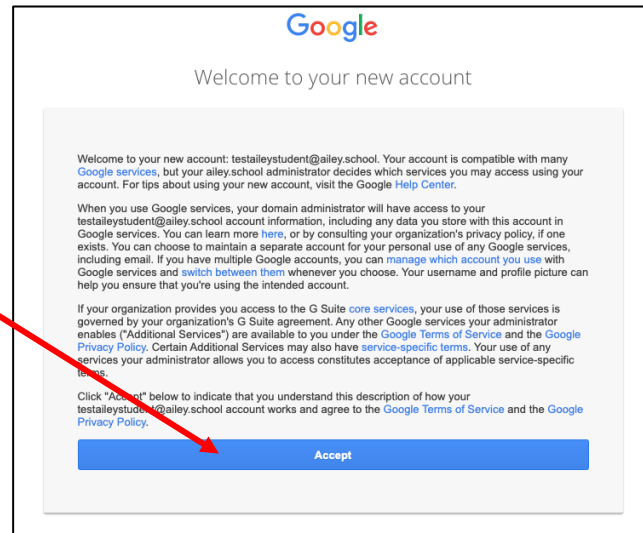 Google
Welcome to your new account
Welcome to your new account: testaileystudent@ailey.school. Your account is compatible with many
Google services, but your ailey.school administrator decides which services you may access using your
account. For tips about using your new account, visit the Google Help Center.
When you use Google services, your domain administrator will have access to your
testaileystudent@ailey.school account information, including any data you store with this account in
Google services. You can learn more here, or by consulting your organization's privacy policy, if one
exists. You can choose to maintain a separate account for your personal use of any Google services,
including email. If you have multiple Google accounts, you can manage which account you use with
Google services and switch between them whenever you choose. Your username and profile picture can
help you ensure that you're using the intended account.
If your organization provides you access to the G Suite core services, your use of those services is
governed by your organization's G Suite agreement. Any other Google services your administrator
enables ("Additional Services") are available to you under the Google Terms of Service and the Google
Privacy Policy. Certain Additional Services may also have service-specific terms. Your use of any
services your administrator allows you to access constitutes acceptance of applicable service-specific
terms.
Click "Accept" below to indicate that you understand this description of how your
testaileystudent@ailey.school account works and agree to the Google Terms of Service and the Google
Privacy Policy.
Accept